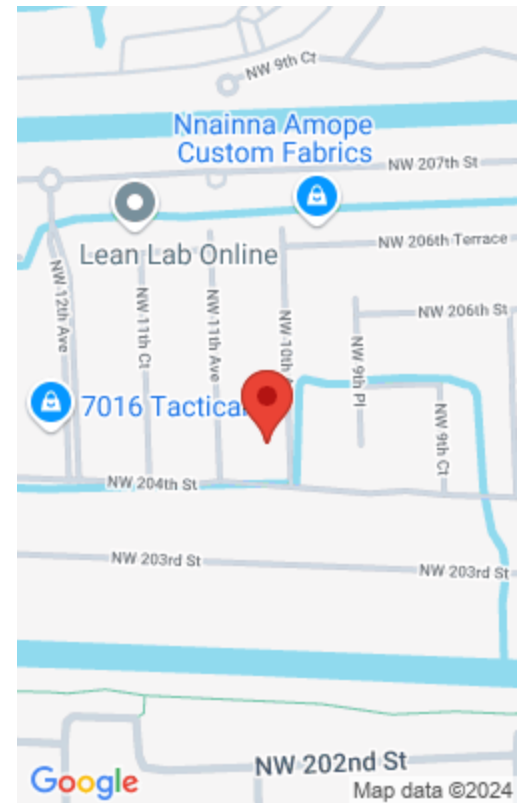 NW 9th Ct
Nnainna Amope
Custom Fabrics
NW 207th St
Lean Lab Online
NW 206th Terrace
NW 12th Ave
NW 11th Ct
NW 11th Ave
NW 10th
NW 206th St
NW 9th Pl
7016 Tactical
NW 9th Ct
NW 204th St
NW 203rd St
NW 203rd St
NW 202nd St
Google
Map data ©2024